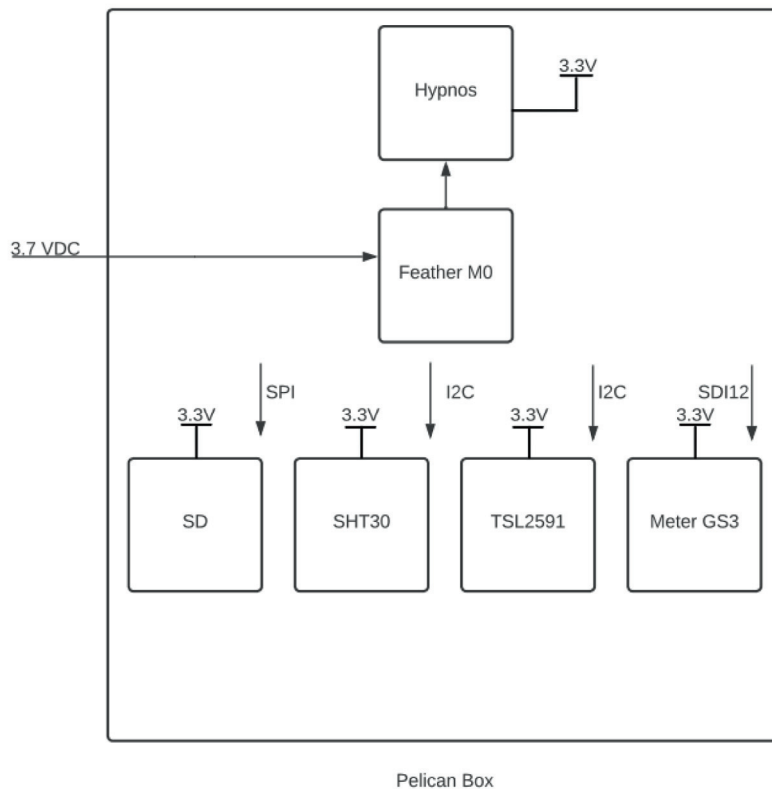 Hypnos
3.3V
3.7 VDC
Feather M0
SPI
I2C
I2C
SDI12
3.3V
3.3V
3.3V
3.3V
SD
SHT30
TSL2591
Meter GS3
Pelican Box